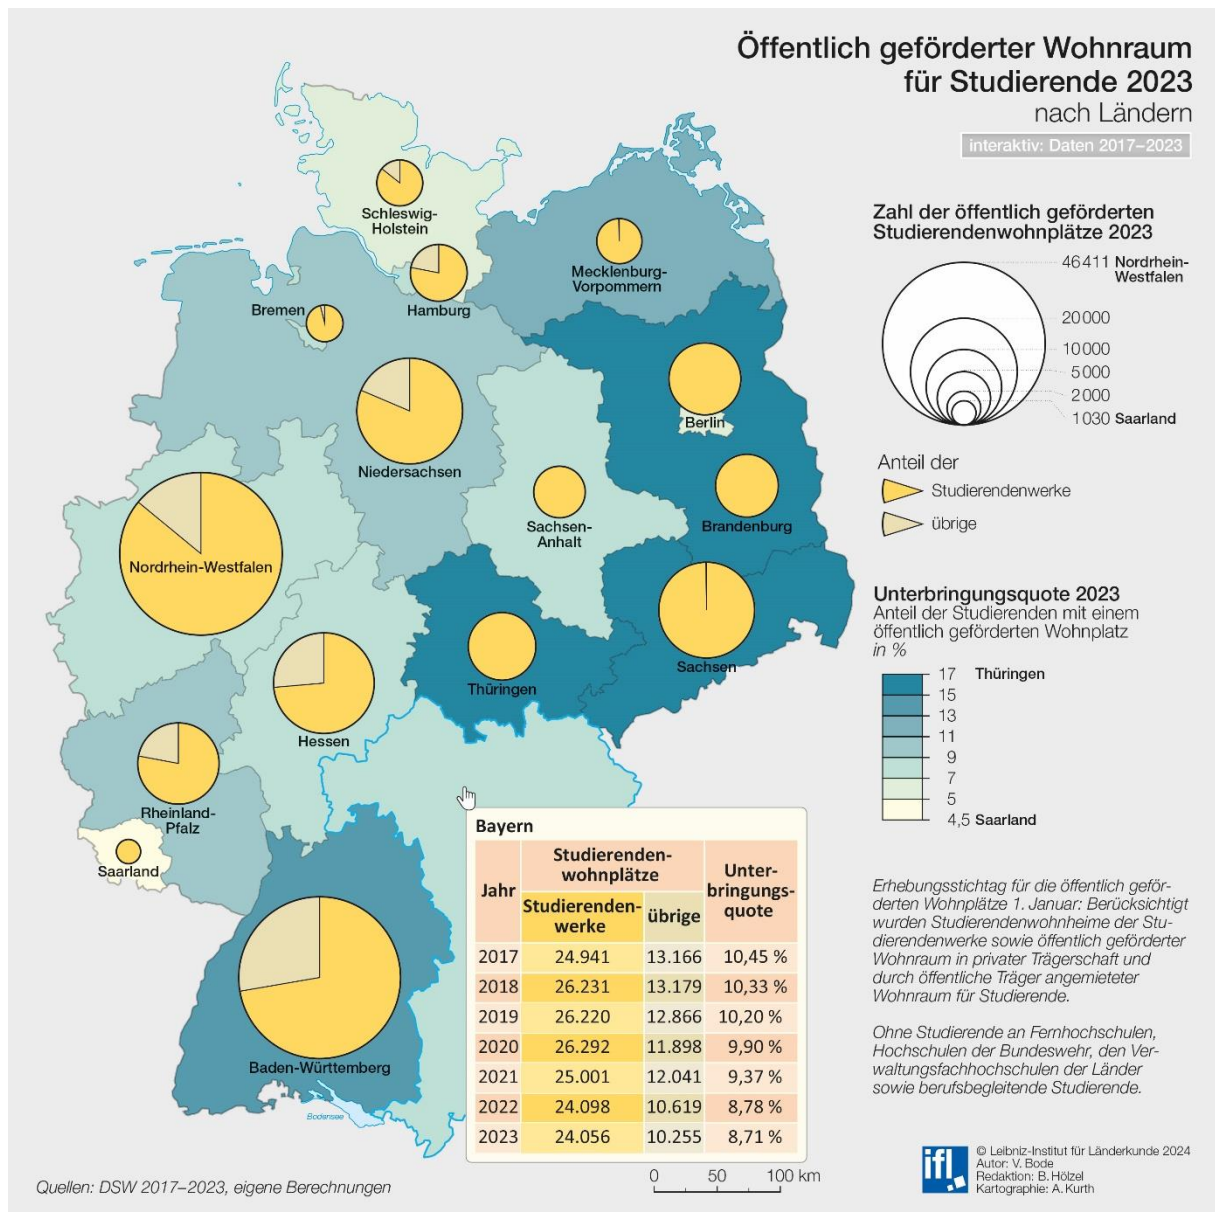 Öffentlich geförderter Wohnraum
für Studierende 2023
nach Ländern
interaktiv: Daten 2017–2023
Zahl der öffentlich geförderten
Studierendenwohnplätze 2023
46411 Nordrhein-
Westfalen
20000
10000
5000
2000
1030 Saarland
Anteil der
Studierendenwerke
übrige
Unterbringungsquote 2023
Anteil der Studierenden mit einem
öffentlich geförderten Wohnplatz
in %
17 Thüringen
15
13
11
9
7
5
4,5 Saarland
Schleswig-
Holstein
Mecklenburg-
Vorpommern
Hamburg
Bremen
Niedersachsen
Berlin
Brandenburg
Sachsen-
Anhalt
Nordrhein-Westfalen
Sachsen
Thüringen
Hessen
Rheinland-
Pfalz
Saarland
Baden-Württemberg
Bodensee
Bayern
Jahr
Studierenden-
wohnplätze
Unter-
bringungs-
quote
Studierenden-
werke
übrige
2017 24.941 13.166 10,45 %
2018 26.231 13.179 10,33 %
2019 26.220 12.866 10,20 %
2020 26.292 11.898 9,90 %
2021 25.001 12.041 9,37 %
2022 24.098 10.619 8,78 %
2023 24.056 10.255 8,71 %
0 50 100 km
Erhebungsstichtag für die öffentlich geför-
derten Wohnplätze 1. Januar: Berücksichtigt
wurden Studierendenwohnheime der Stu-
dierendenwerke sowie öffentlich geförderter
Wohnraum in privater Trägerschaft und
durch öffentliche Träger angemieteter
Wohnraum für Studierende.
Ohne Studierende an Fernhochschulen,
Hochschulen der Bundeswehr, den Ver-
waltungsfachhochschulen der Länder
sowie berufsbegleitende Studierende.
Quellen: DSW 2017–2023, eigene Berechnungen
ifl
© Leibniz-Institut für Länderkunde 2024
Autor: V. Bode
Redaktion: B. Hölzel
Kartographie: A. Kurth